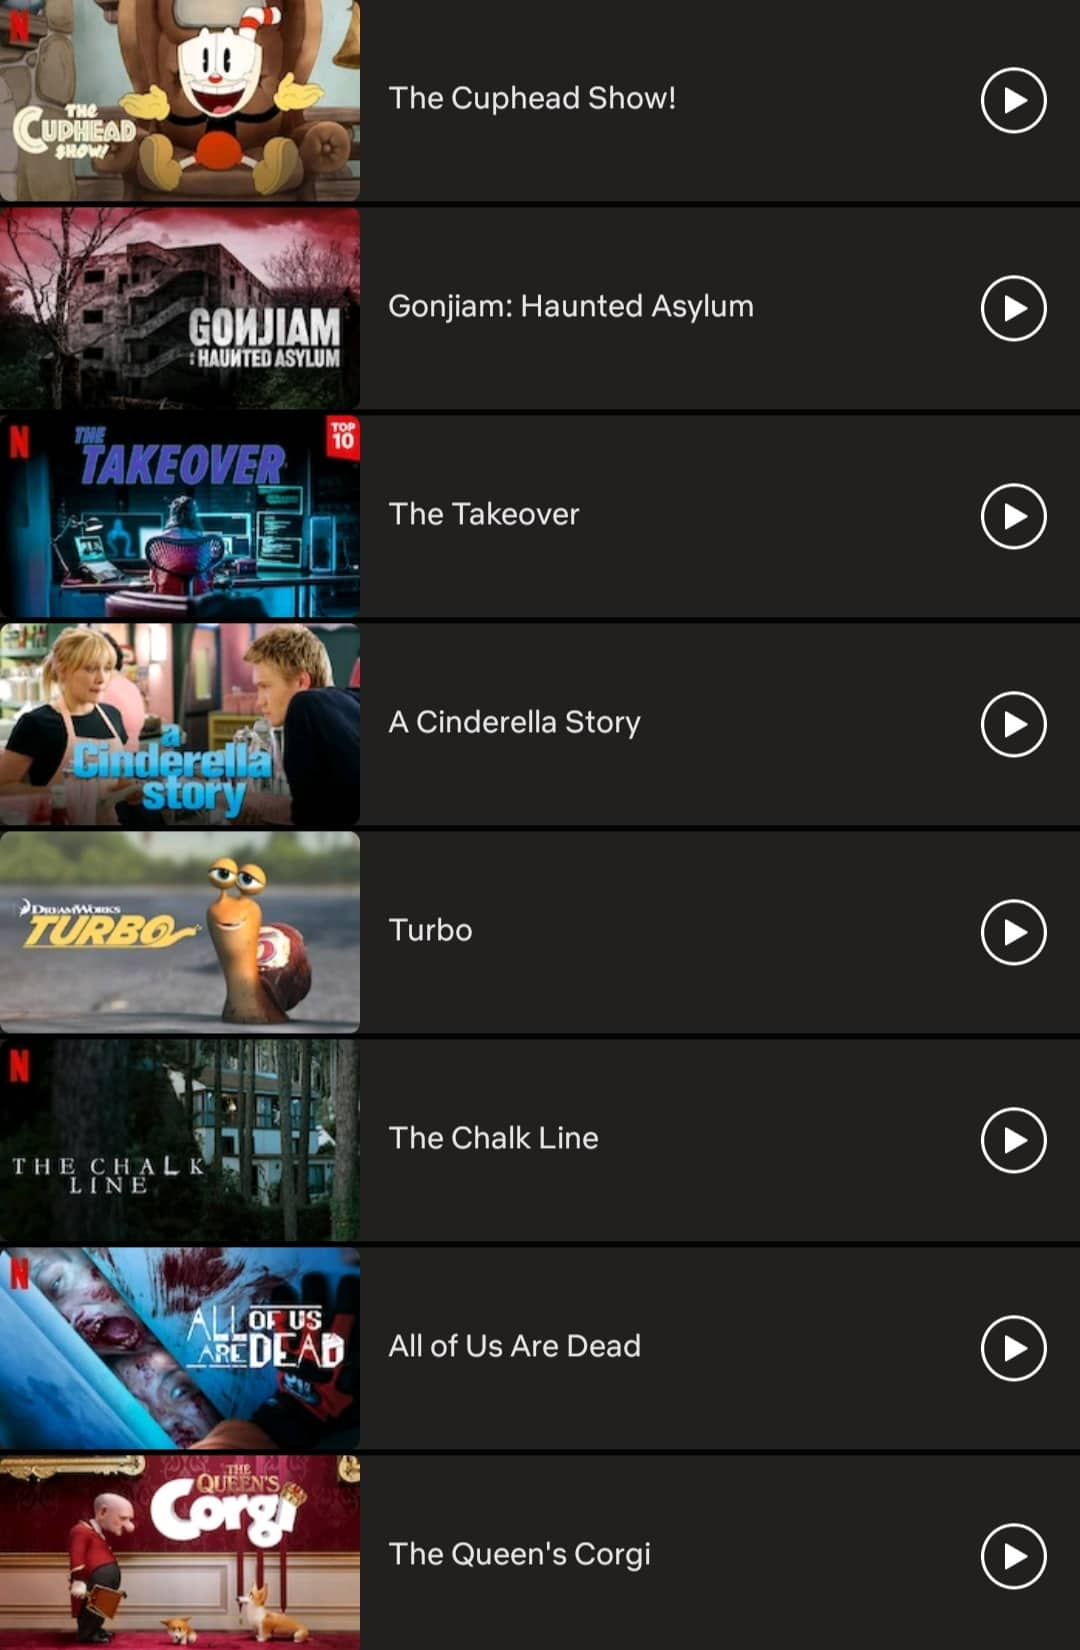 N
THE
CUPHEAD
SHOW!
The Cuphead Show!
GONJIAM
: HAUNTED ASYLUM
Gonjiam: Haunted Asylum
N
THE
TAKEOVER
TOP
10
The Takeover
a
Cinderella
story
A Cinderella Story
DREAMWORKS
TURBO
5
Turbo
N
THE CHALK
LINE
The Chalk Line
N
ALL OF US
ARE DEAD
All of Us Are Dead
THE
QUEEN'S
Corgi
The Queen's Corgi